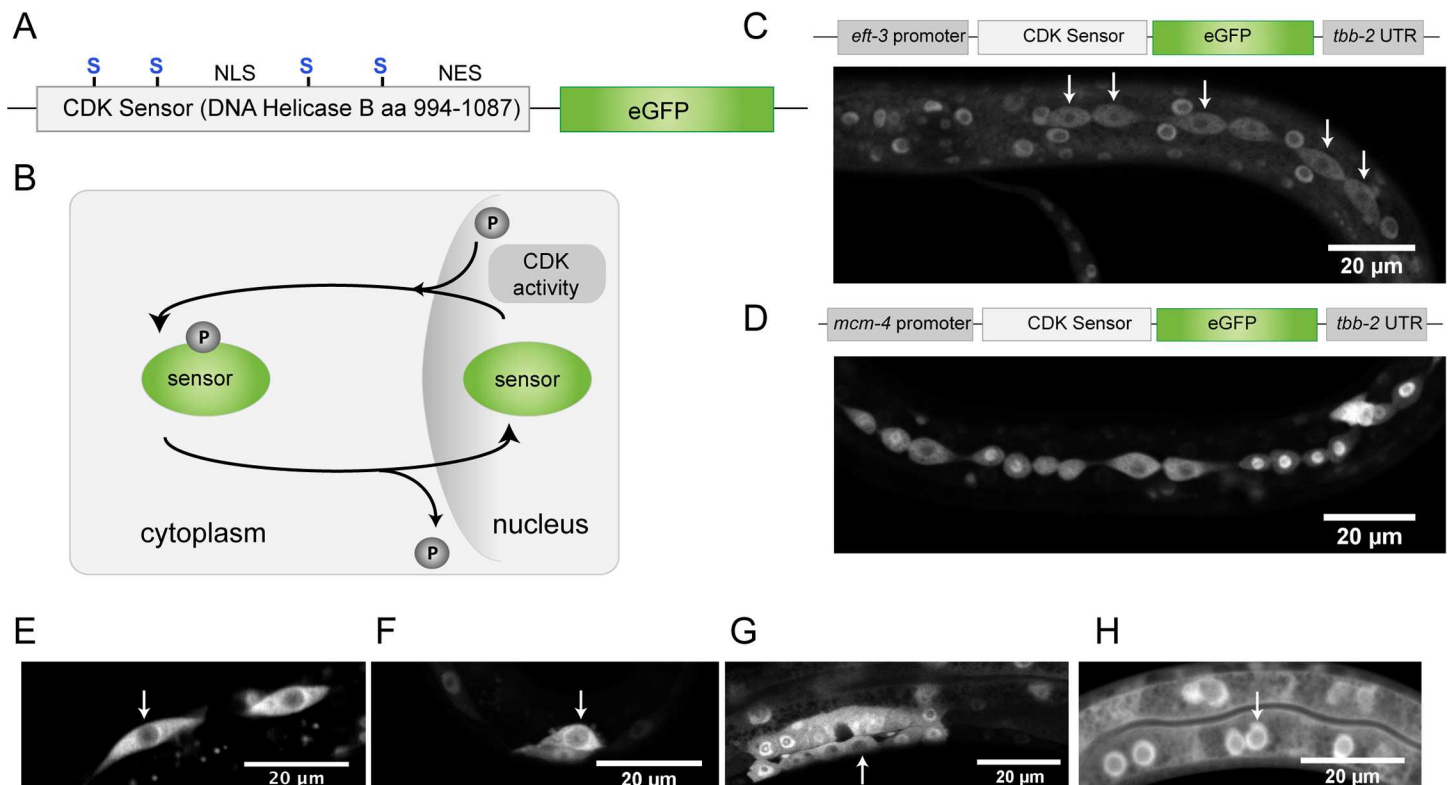 A
S S NLS S S NES
CDK Sensor (DNA Helicase B aa 994-1087)
eGFP
B
P
CDK
activity
P
sensor
sensor
cytoplasm
nucleus
P
C
eft-3 promoter
CDK Sensor
eGFP
tbb-2 UTR
20 µm
D
mcm-4 promoter
CDK Sensor
eGFP
tbb-2 UTR
20 µm
E
20 µm
F
20 µm
G
20 µm
H
20 µm